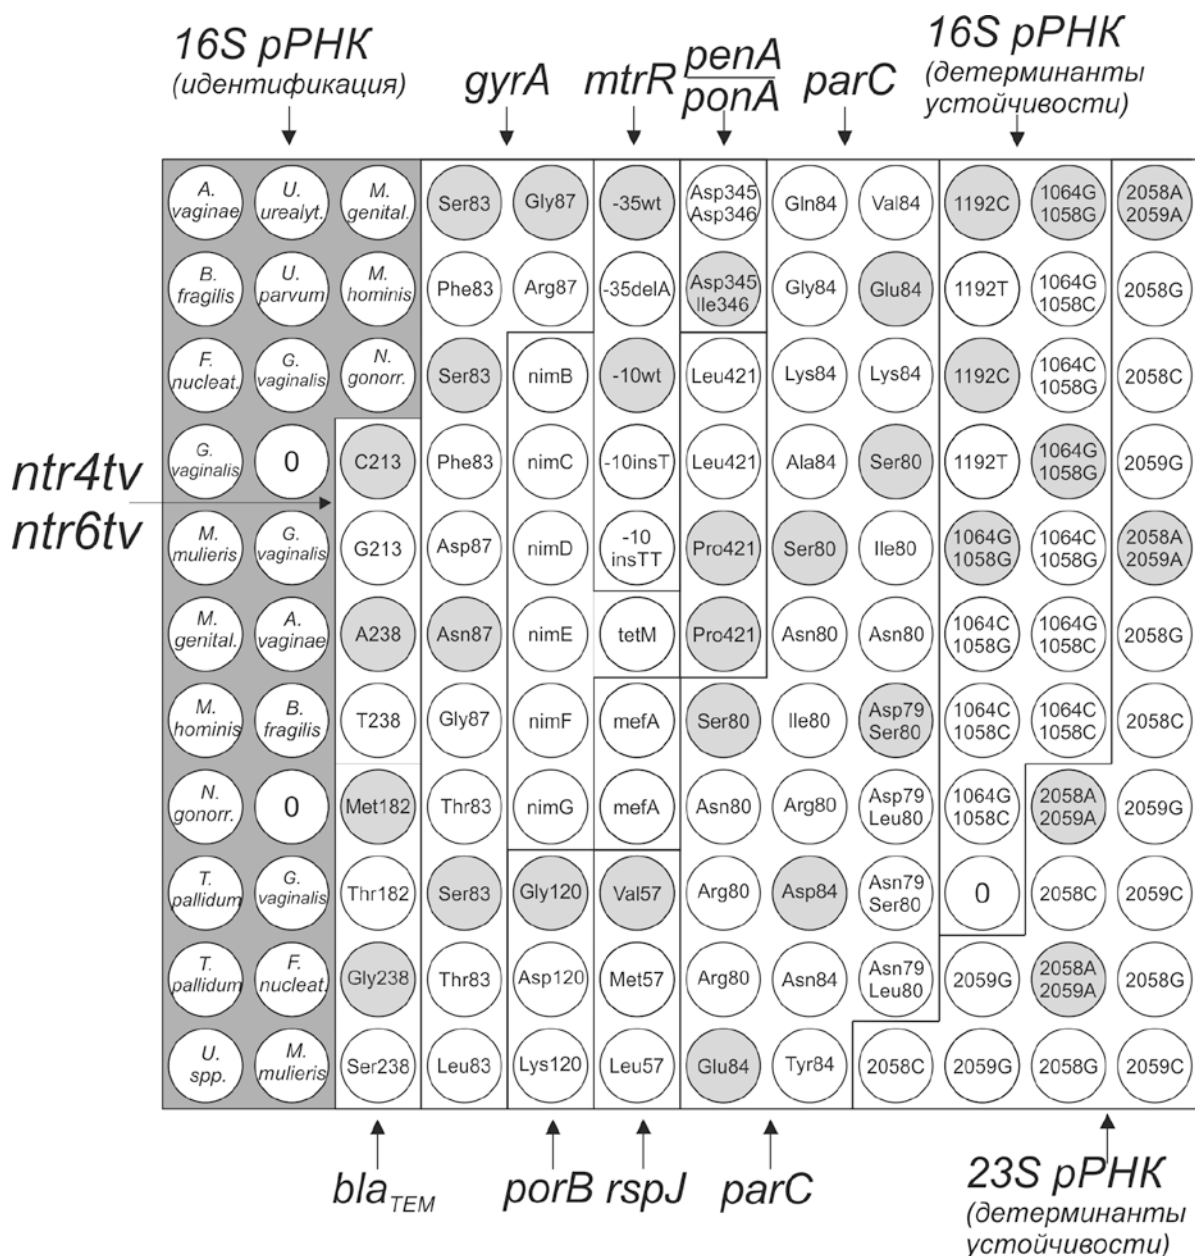 16S рРНК
(идентификация)
gyrA
mtrR
penA
ponA
parC
16S рРНК
(детерминанты
устойчивости)
A. vaginae
U. urealyt.
M. genital.
Ser83
Gly87
-35wt
Asp345 Asp346
Gln84
Val84
1192C
1064G 1058G
2058A 2059A
B. fragilis
U. parvum
M. hominis
Phe83
Arg87
-35delA
Asp345 Ile346
Gly84
Glu84
1192T
1064G 1058C
2058G
F. nucleat.
G. vaginalis
N. gonorr.
Ser83
nimB
-10wt
Leu421
Lys84
Lys84
1192C
1064C 1058G
2058C
G. vaginalis
0
C213
Phe83
nimC
-10insT
Leu421
Ala84
Ser80
1192T
1064G 1058G
2059G
ntr4tv
ntr6tv
M. mulieris
G. vaginalis
G213
Asp87
nimD
-10 insTT
Pro421
Ser80
Ile80
1064G 1058G
1064C 1058G
2058A 2059A
M. genital.
A. vaginae
A238
Asn87
nimE
tetM
Pro421
Asn80
Asn80
1064C 1058G
1064G 1058C
2058G
M. hominis
B. fragilis
T238
Gly87
nimF
mefA
Ser80
Ile80
Asp79 Ser80
1064C 1058C
1064C 1058C
2058C
N. gonorr.
0
Met182
Thr83
nimG
mefA
Asn80
Arg80
Asp79 Leu80
1064G 1058C
2058A 2059A
2059G
T. pallidum
G. vaginalis
Thr182
Ser83
Gly120
Val57
Arg80
Asp84
Asn79 Ser80
0
2058C
2059C
T. pallidum
F. nucleat.
Gly238
Thr83
Asp120
Met57
Arg80
Asn84
Asn79 Leu80
2059G
2058A 2059A
2058G
U. spp.
M. mulieris
Ser238
Leu83
Lys120
Leu57
Glu84
Tyr84
2058C
2059G
2058G
2059C
bla TEM
porB
rspJ
parC
23S рРНК
(детерминанты
устойчивости)